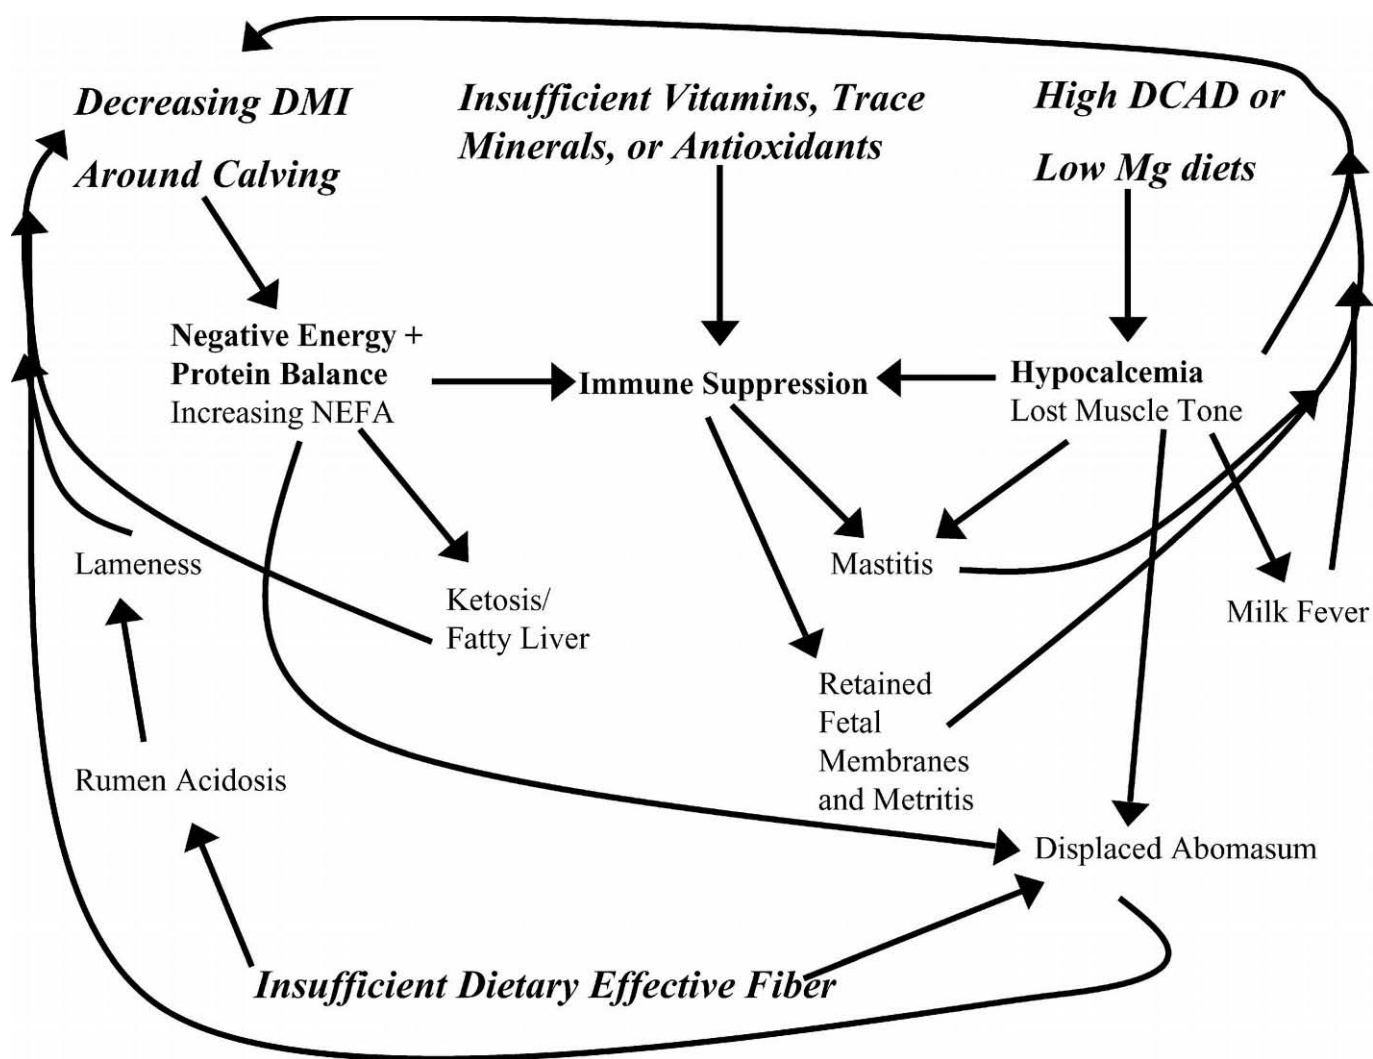 Decreasing DMI
Around Calving
Insufficient Vitamins, Trace
Minerals, or Antioxidants
High DCAD or
Low Mg diets
Negative Energy +
Protein Balance
Increasing NEFA
Immune Suppression
Hypocalcemia
Lost Muscle Tone
Lameness
Ketosis/
Fatty Liver
Mastitis
Milk Fever
Retained
Fetal
Membranes
and Metritis
Rumen Acidosis
Displaced Abomasum
Insufficient Dietary Effective Fiber